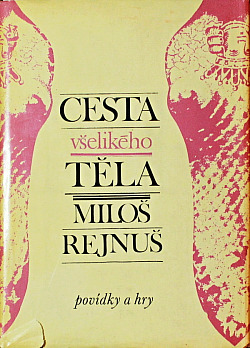 CESTA
všelikého
TĚLA
MILOŠ
REJNUŠ
povídky a hry